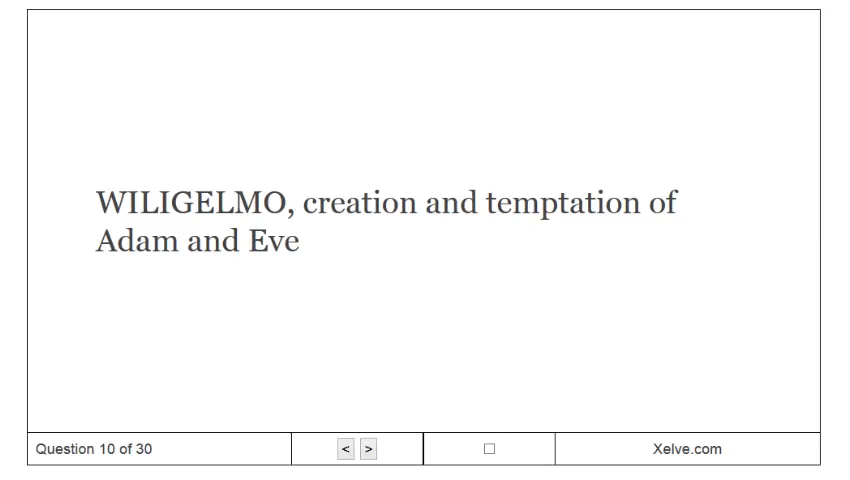 WILIGELMO, creation and temptation of
Adam and Eve
Question 10 of 30
< >
Xelve.com